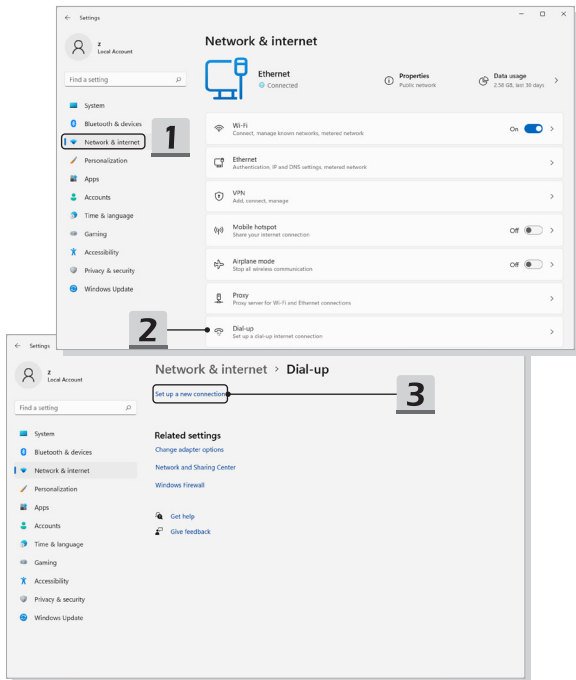 Settings
z
Local Account
Find a setting
System
Bluetooth & devices
Network & internet
Personalization
Apps
Accounts
Time & language
Gaming
Accessibility
Privacy & security
Windows Update
1
Network & internet
Ethernet
Connected
Properties
Public network
Data usage
2.58 GB, last 30 days
Wi-Fi
Connect, manage known networks, metered network
On
Ethernet
Authentication, IP and DNS settings, metered network
VPN
Add, connect, manage
Mobile hotspot
Share your internet connection
Off
Airplane mode
Stop all wireless communication
Off
Proxy
Proxy server for Wi-Fi and Ethernet connections
2
Dial-up
Set up a dial-up internet connection
Settings
z
Local Account
Find a setting
System
Bluetooth & devices
Network & internet
Personalization
Apps
Accounts
Time & language
Gaming
Accessibility
Privacy & security
Windows Update
Network & internet > Dial-up
Set up a new connection
3
Related settings
Change adapter options
Network and Sharing Center
Windows Firewall
Get help
Give feedback